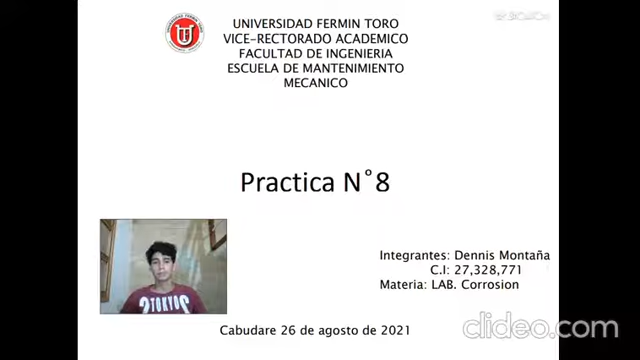 UNIVERSIDAD FERMIN TORO
VICE-RECTORADO ACADEMICO
FACULTAD DE INGENIERIA
ESCUELA DE MANTENIMIENTO
MECANICO
Practica N°8
TOKYO
Integrantes: Dennis Montaña
C.I: 27,328,771
Materia: LAB. Corrosion
Cabudare 26 de agosto de 2021
clideo.com